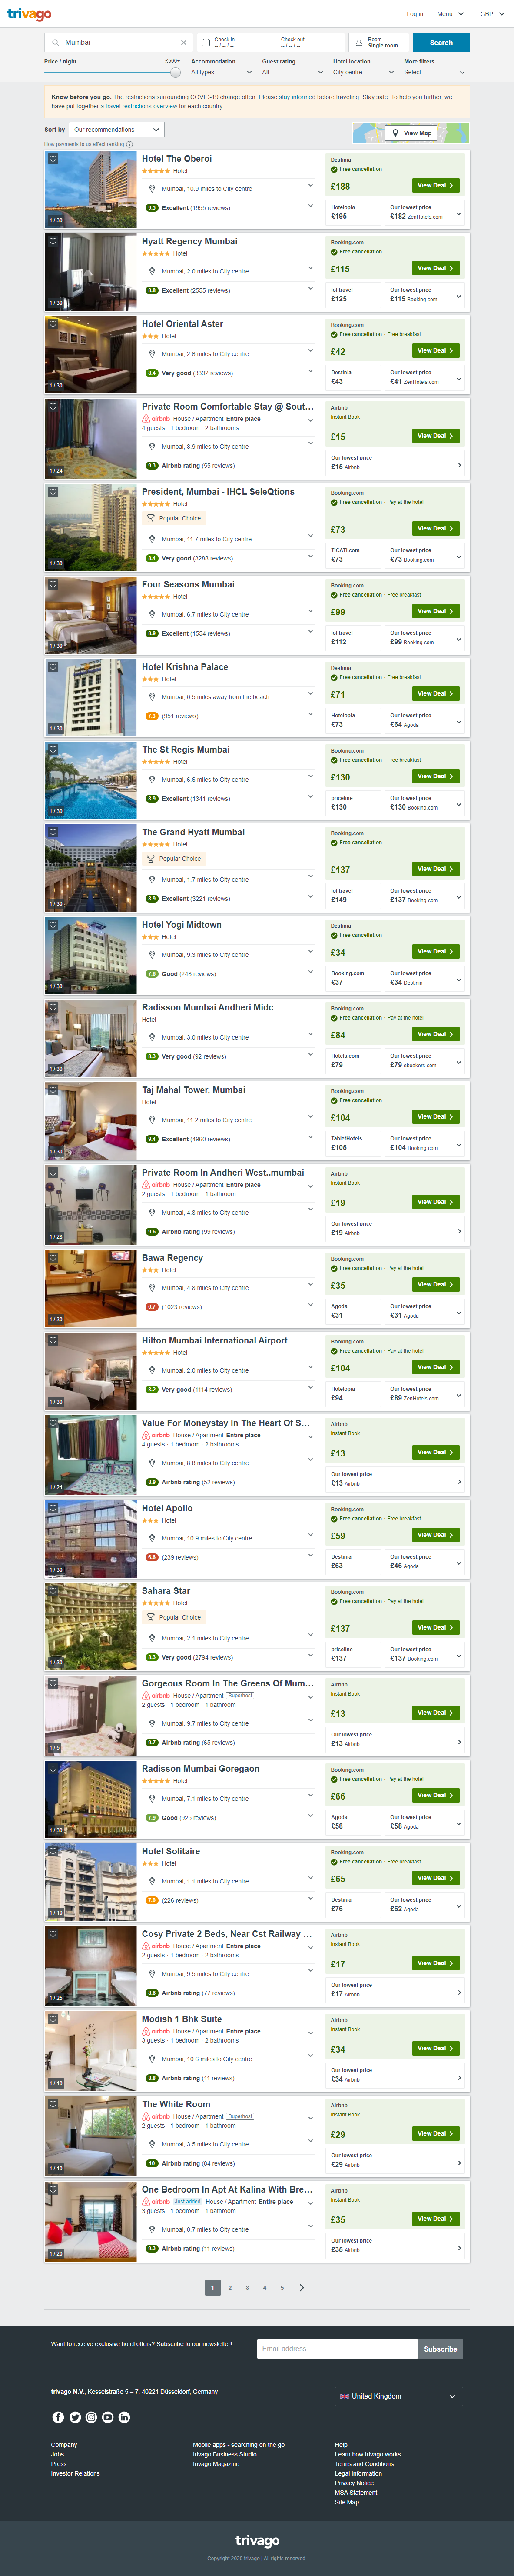 trivago
Log in
Menu
GBP
Mumbai
Check in
-- / -- / --
Check out
-- / -- / --
Room
Single room
Search
Price / night
£500+
Accommodation
All types
Guest rating
All
Hotel location
City centre
More filters
Select
Know before you go. The restrictions surrounding COVID-19 change often. Please stay informed before traveling. Stay safe. To help you further, we
have put together a travel restrictions overview for each country.
Sort by
Our recommendations
View Map
How payments to us affect ranking
1 / 30
Hotel The Oberoi
Hotel
Mumbai, 10.9 miles to City centre
9.3 Excellent (1955 reviews)
Destinia
Free cancellation
£188
View Deal
Hotelopia
£195
Our lowest price
£182 ZenHotels.com
1 / 30
Hyatt Regency Mumbai
Hotel
Mumbai, 2.0 miles to City centre
8.8 Excellent (2555 reviews)
Booking.com
Free cancellation
£115
View Deal
lol.travel
£125
Our lowest price
£115 Booking.com
1 / 30
Hotel Oriental Aster
Hotel
Mumbai, 2.6 miles to City centre
8.4 Very good (3392 reviews)
Booking.com
Free cancellation · Free breakfast
£42
View Deal
Destinia
£43
Our lowest price
£41 ZenHotels.com
1 / 24
Private Room Comfortable Stay @ Sout...
airbnb House / Apartment Entire place
4 guests · 1 bedroom · 2 bathrooms
Mumbai, 8.9 miles to City centre
9.3 Airbnb rating (55 reviews)
Airbnb
Instant Book
£15
View Deal
Our lowest price
£15 Airbnb
1 / 30
President, Mumbai - IHCL SeleQtions
Hotel
Popular Choice
Mumbai, 11.7 miles to City centre
8.4 Very good (3288 reviews)
Booking.com
Free cancellation · Pay at the hotel
£73
View Deal
TiCATi.com
£73
Our lowest price
£73 Booking.com
1 / 30
Four Seasons Mumbai
Hotel
Mumbai, 6.7 miles to City centre
8.9 Excellent (1554 reviews)
Booking.com
Free cancellation · Free breakfast
£99
View Deal
lol.travel
£112
Our lowest price
£99 Booking.com
1 / 30
Hotel Krishna Palace
Hotel
Mumbai, 0.5 miles away from the beach
7.3 (951 reviews)
Destinia
Free cancellation · Free breakfast
£71
View Deal
Hotelopia
£73
Our lowest price
£64 Agoda
1 / 30
The St Regis Mumbai
Hotel
Mumbai, 6.6 miles to City centre
8.9 Excellent (1341 reviews)
Booking.com
Free cancellation · Free breakfast
£130
View Deal
priceline
£130
Our lowest price
£130 Booking.com
1 / 30
The Grand Hyatt Mumbai
Hotel
Popular Choice
Mumbai, 1.7 miles to City centre
8.9 Excellent (3221 reviews)
Booking.com
Free cancellation
£137
View Deal
lol.travel
£149
Our lowest price
£137 Booking.com
1 / 30
Hotel Yogi Midtown
Hotel
Mumbai, 9.3 miles to City centre
7.6 Good (248 reviews)
Destinia
Free cancellation
£34
View Deal
Booking.com
£37
Our lowest price
£34 Destinia
1 / 30
Radisson Mumbai Andheri Midc
Hotel
Mumbai, 3.0 miles to City centre
8.3 Very good (92 reviews)
Booking.com
Free cancellation · Pay at the hotel
£84
View Deal
Hotels.com
£79
Our lowest price
£79 ebookers.com
1 / 30
Taj Mahal Tower, Mumbai
Hotel
Mumbai, 11.2 miles to City centre
9.4 Excellent (4960 reviews)
Booking.com
Free cancellation
£104
View Deal
TabletHotels
£105
Our lowest price
£104 Booking.com
1 / 28
Private Room In Andheri West..mumbai
airbnb House / Apartment Entire place
2 guests · 1 bedroom · 1 bathroom
Mumbai, 4.8 miles to City centre
9.6 Airbnb rating (99 reviews)
Airbnb
Instant Book
£19
View Deal
Our lowest price
£19 Airbnb
1 / 30
Bawa Regency
Hotel
Mumbai, 4.8 miles to City centre
6.7 (1023 reviews)
Booking.com
Free cancellation · Pay at the hotel
£35
View Deal
Agoda
£31
Our lowest price
£31 Agoda
1 / 30
Hilton Mumbai International Airport
Hotel
Mumbai, 2.0 miles to City centre
8.2 Very good (1114 reviews)
Booking.com
Free cancellation · Pay at the hotel
£104
View Deal
Hotelopia
£94
Our lowest price
£89 ZenHotels.com
1 / 24
Value For Moneystay In The Heart Of S...
airbnb House / Apartment Entire place
4 guests · 1 bedroom · 2 bathrooms
Mumbai, 8.8 miles to City centre
8.9 Airbnb rating (52 reviews)
Airbnb
Instant Book
£13
View Deal
Our lowest price
£13 Airbnb
1 / 30
Hotel Apollo
Hotel
Mumbai, 10.9 miles to City centre
6.6 (239 reviews)
Booking.com
Free cancellation · Free breakfast
£59
View Deal
Destinia
£63
Our lowest price
£46 Agoda
1 / 30
Sahara Star
Hotel
Popular Choice
Mumbai, 2.1 miles to City centre
8.3 Very good (2794 reviews)
Booking.com
Free cancellation · Pay at the hotel
£137
View Deal
priceline
£137
Our lowest price
£137 Booking.com
1 / 5
Gorgeous Room In The Greens Of Mum...
airbnb House / Apartment Superhost
2 guests · 1 bedroom · 1 bathroom
Mumbai, 9.7 miles to City centre
9.7 Airbnb rating (65 reviews)
Airbnb
Instant Book
£13
View Deal
Our lowest price
£13 Airbnb
1 / 30
Radisson Mumbai Goregaon
Hotel
Mumbai, 7.1 miles to City centre
7.9 Good (925 reviews)
Booking.com
Free cancellation · Pay at the hotel
£66
View Deal
Agoda
£58
Our lowest price
£58 Agoda
1 / 10
Hotel Solitaire
Hotel
Mumbai, 1.1 miles to City centre
(226 reviews)
Booking.com
Free cancellation · Free breakfast
£65
View Deal
Destinia
£76
Our lowest price
£62 Agoda
1 / 25
Cosy Private 2 Beds, Near Cst Railway ...
airbnb House / Apartment Entire place
2 guests · 1 bedroom · 2 bathrooms
Mumbai, 9.5 miles to City centre
8.6 Airbnb rating (77 reviews)
Airbnb
Instant Book
£17
View Deal
Our lowest price
£17 Airbnb
1 / 10
Modish 1 Bhk Suite
airbnb House / Apartment Entire place
3 guests · 1 bedroom · 2 bathrooms
Mumbai, 10.6 miles to City centre
8.8 Airbnb rating (11 reviews)
Airbnb
Instant Book
£34
View Deal
Our lowest price
£34 Airbnb
1 / 10
The White Room
airbnb House / Apartment Superhost
2 guests · 1 bedroom · 1 bathroom
Mumbai, 3.5 miles to City centre
10 Airbnb rating (84 reviews)
Airbnb
Instant Book
£29
View Deal
Our lowest price
£29 Airbnb
1 / 20
One Bedroom In Apt At Kalina With Bre...
airbnb Just added House / Apartment Entire place
3 guests · 1 bedroom · 1 bathroom
Mumbai, 0.7 miles to City centre
9.3 Airbnb rating (11 reviews)
Airbnb
Instant Book
£35
View Deal
Our lowest price
£35 Airbnb
1 2 3 4 5
Want to receive exclusive hotel offers? Subscribe to our newsletter!
Email address
Subscribe
trivago N.V., Kesselstraße 5 – 7, 40221 Düsseldorf, Germany
United Kingdom
Company
Jobs
Press
Investor Relations
Mobile apps - searching on the go
trivago Business Studio
trivago Magazine
Help
Learn how trivago works
Terms and Conditions
Legal Information
Privacy Notice
MSA Statement
Site Map
trivago
Copyright 2020 trivago | All rights reserved.